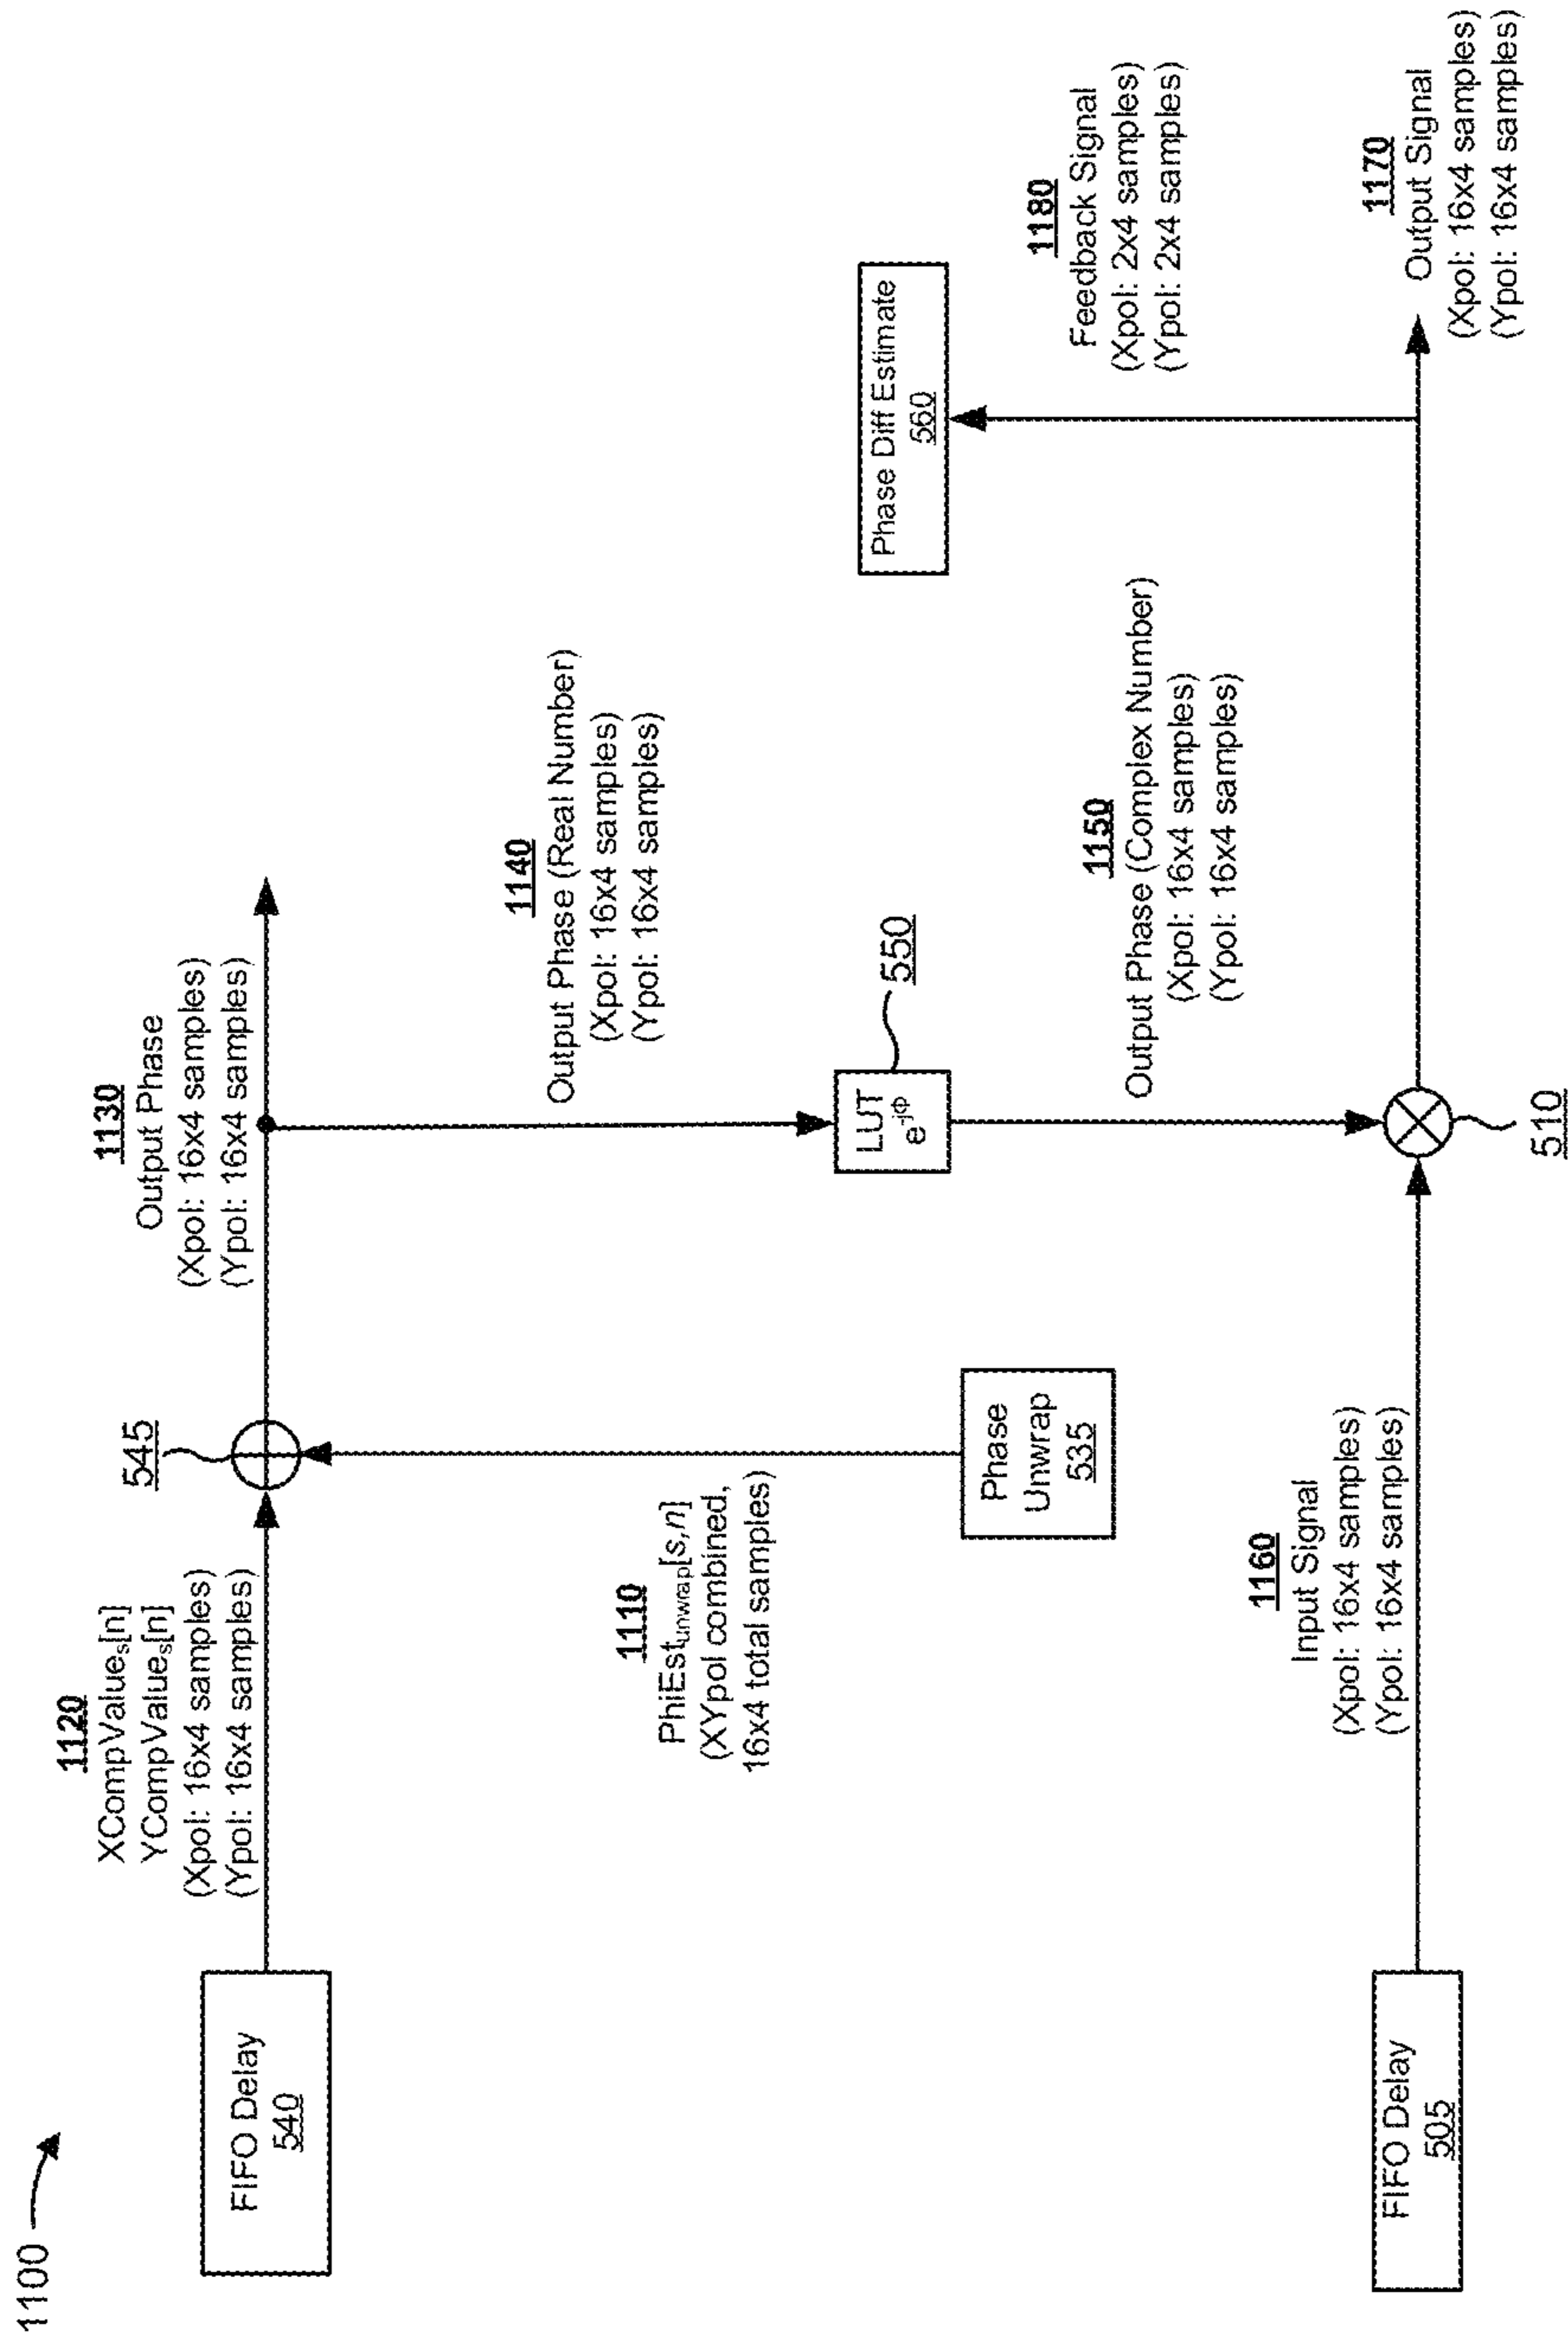 1100
FIFO Delay
540
1120
XCompValueₛ[n]
YCompValueₛ[n]
(Xpol: 16x4 samples)
(Ypol: 16x4 samples)
545
1130
Output Phase
(Xpol: 16x4 samples)
(Ypol: 16x4 samples)
1110
PhiEstunwrap[s,n]
(XYpol combined,
16x4 total samples)
Phase
Unwrap
535
1140
Output Phase (Real Number)
(Xpol: 16x4 samples)
(Ypol: 16x4 samples)
LUT
e-jΦ
550
1150
Output Phase (Complex Number)
(Xpol: 16x4 samples)
(Ypol: 16x4 samples)
Phase Diff Estimate
560
1180
Feedback Signal
(Xpol: 2x4 samples)
(Ypol: 2x4 samples)
FIFO Delay
505
1160
Input Signal
(Xpol: 16x4 samples)
(Ypol: 16x4 samples)
510
1170
Output Signal
(Xpol: 16x4 samples)
(Ypol: 16x4 samples)